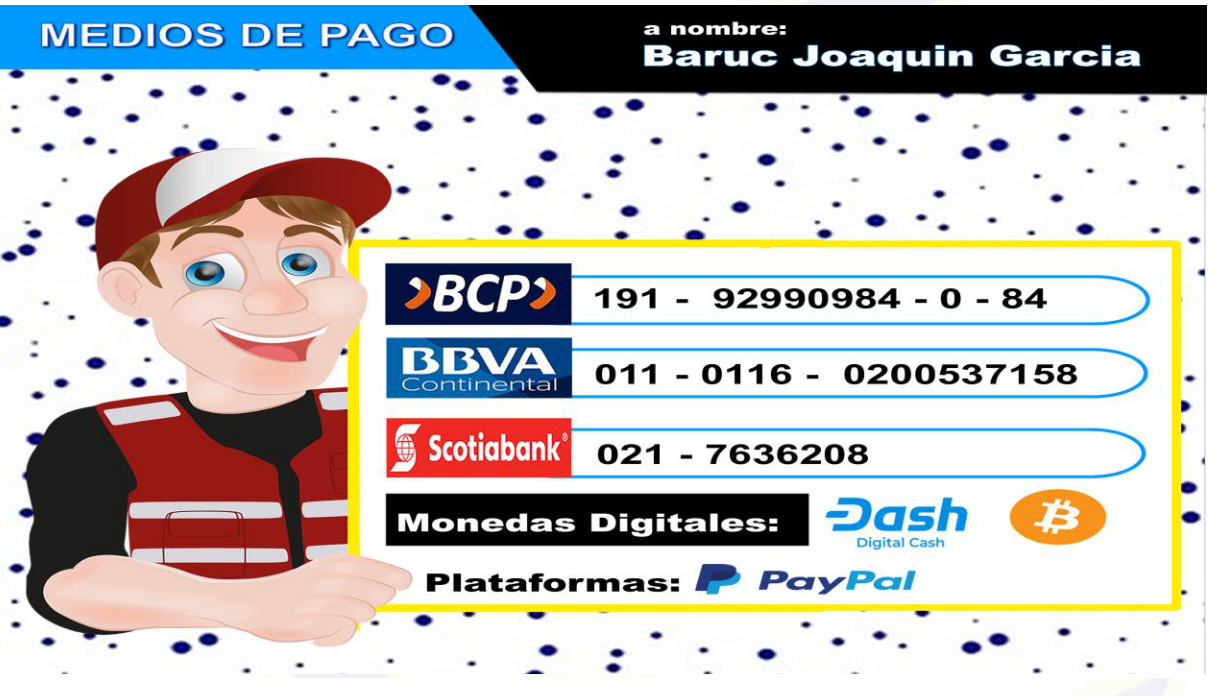 MEDIOS DE PAGO
a nombre:
Baruc Joaquin Garcia
BCP 191 - 92990984 - 0 - 84
BBVA
Continental 011 - 0116 - 0200537158
Scotiabank® 021 - 7636208
Monedas Digitales: Dash
Digital Cash
Plataformas: PayPal